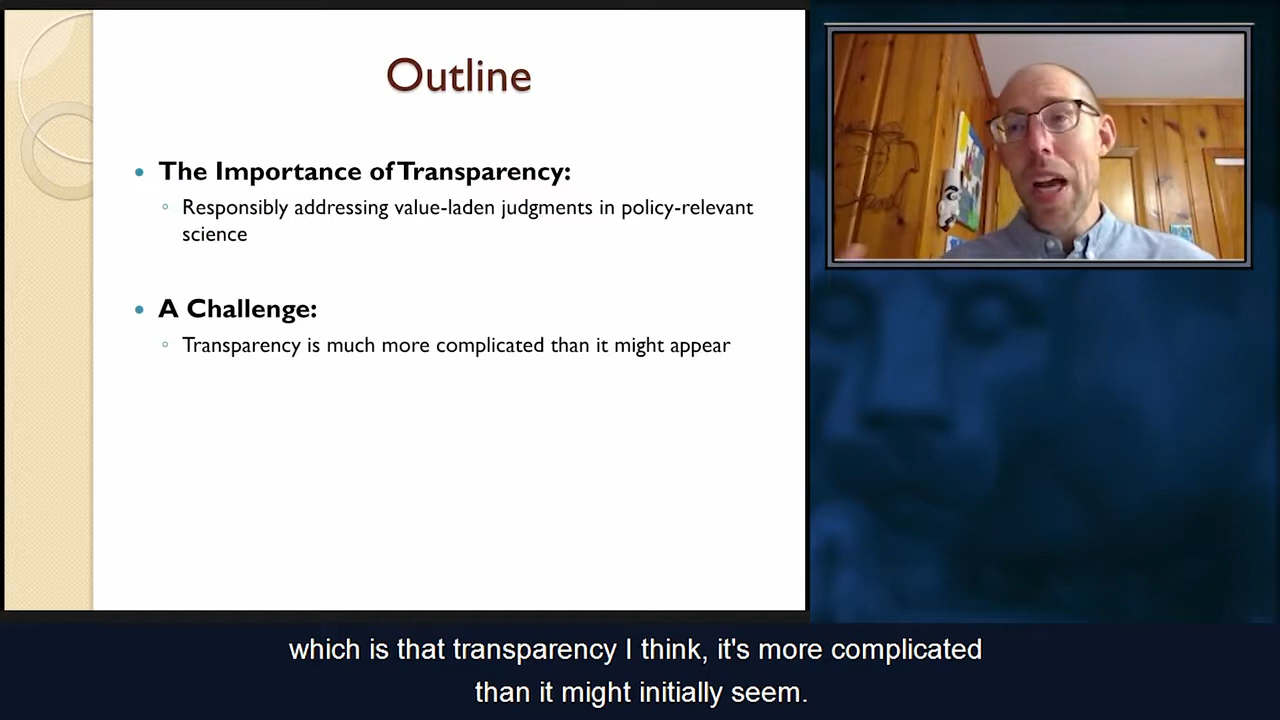 Outline
• The Importance of Transparency:
◦ Responsibly addressing value-laden judgments in policy-relevant
science
• A Challenge:
◦ Transparency is much more complicated than it might appear
which is that transparency I think, it's more complicated
than it might initially seem.